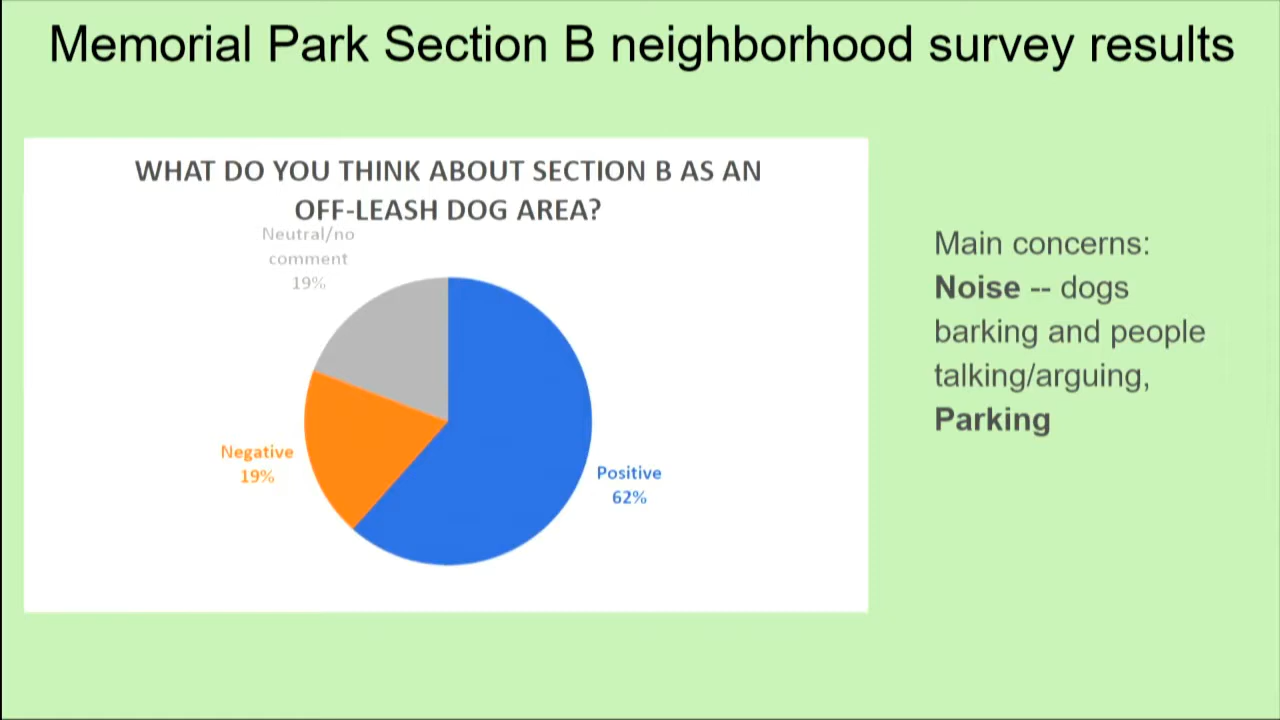 Memorial Park Section B neighborhood survey results
WHAT DO YOU THINK ABOUT SECTION B AS AN
OFF-LEASH DOG AREA?
Neutral/no
comment
19%
Negative
19%
Positive
62%
Main concerns:
Noise -- dogs
barking and people
talking/arguing,
Parking